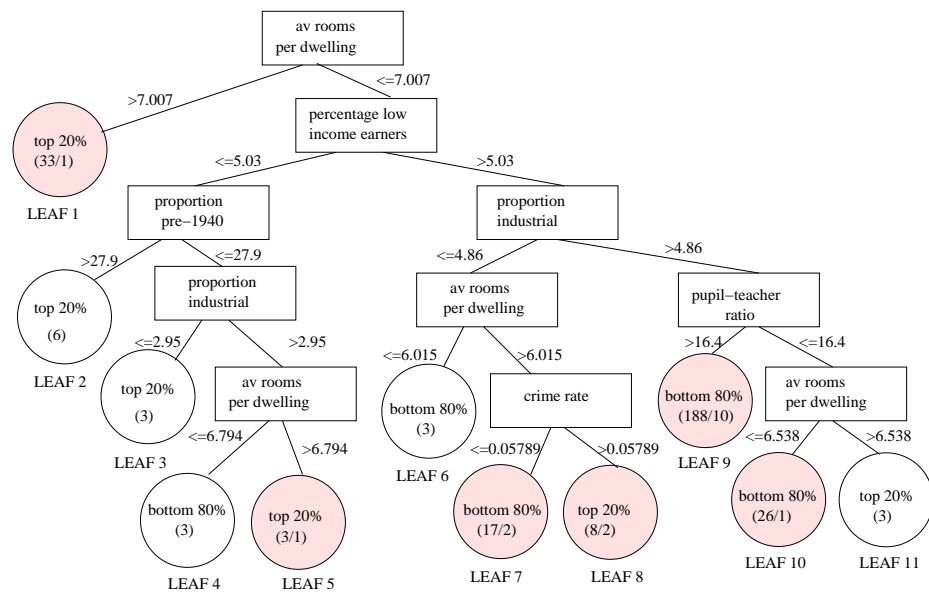 av rooms
per dwelling
>7.007
<=7.007
top 20%
(33/1)
LEAF 1
percentage low
income earners
<=5.03
>5.03
proportion
pre−1940
proportion
industrial
>27.9
<=27.9
<=4.86
>4.86
top 20%
(6)
LEAF 2
proportion
industrial
av rooms
per dwelling
pupil−teacher
ratio
<=2.95
>2.95
<=6.015
>6.015
>16.4
<=16.4
top 20%
(3)
LEAF 3
av rooms
per dwelling
bottom 80%
(3)
LEAF 6
crime rate
bottom 80%
(188/10)
LEAF 9
av rooms
per dwelling
<=6.794
>6.794
<=0.05789
>0.05789
<=6.538
>6.538
bottom 80%
(3)
LEAF 4
top 20%
(3/1)
LEAF 5
bottom 80%
(17/2)
LEAF 7
top 20%
(8/2)
LEAF 8
bottom 80%
(26/1)
LEAF 10
top 20%
(3)
LEAF 11